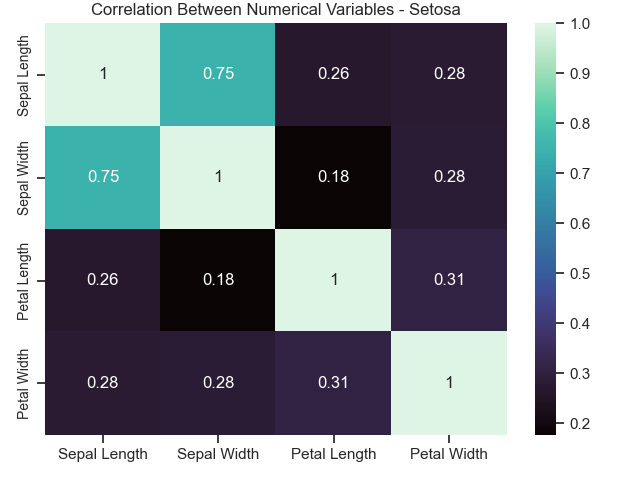 Correlation Between Numerical Variables - Setosa
Sepal Length
1
0.75
0.26
0.28
Sepal Width
0.75
1
0.18
0.28
Petal Length
0.26
0.18
1
0.31
Petal Width
0.28
0.28
0.31
1
Sepal Length
Sepal Width
Petal Length
Petal Width
1.0
0.9
0.8
0.7
0.6
0.5
0.4
0.3
0.2